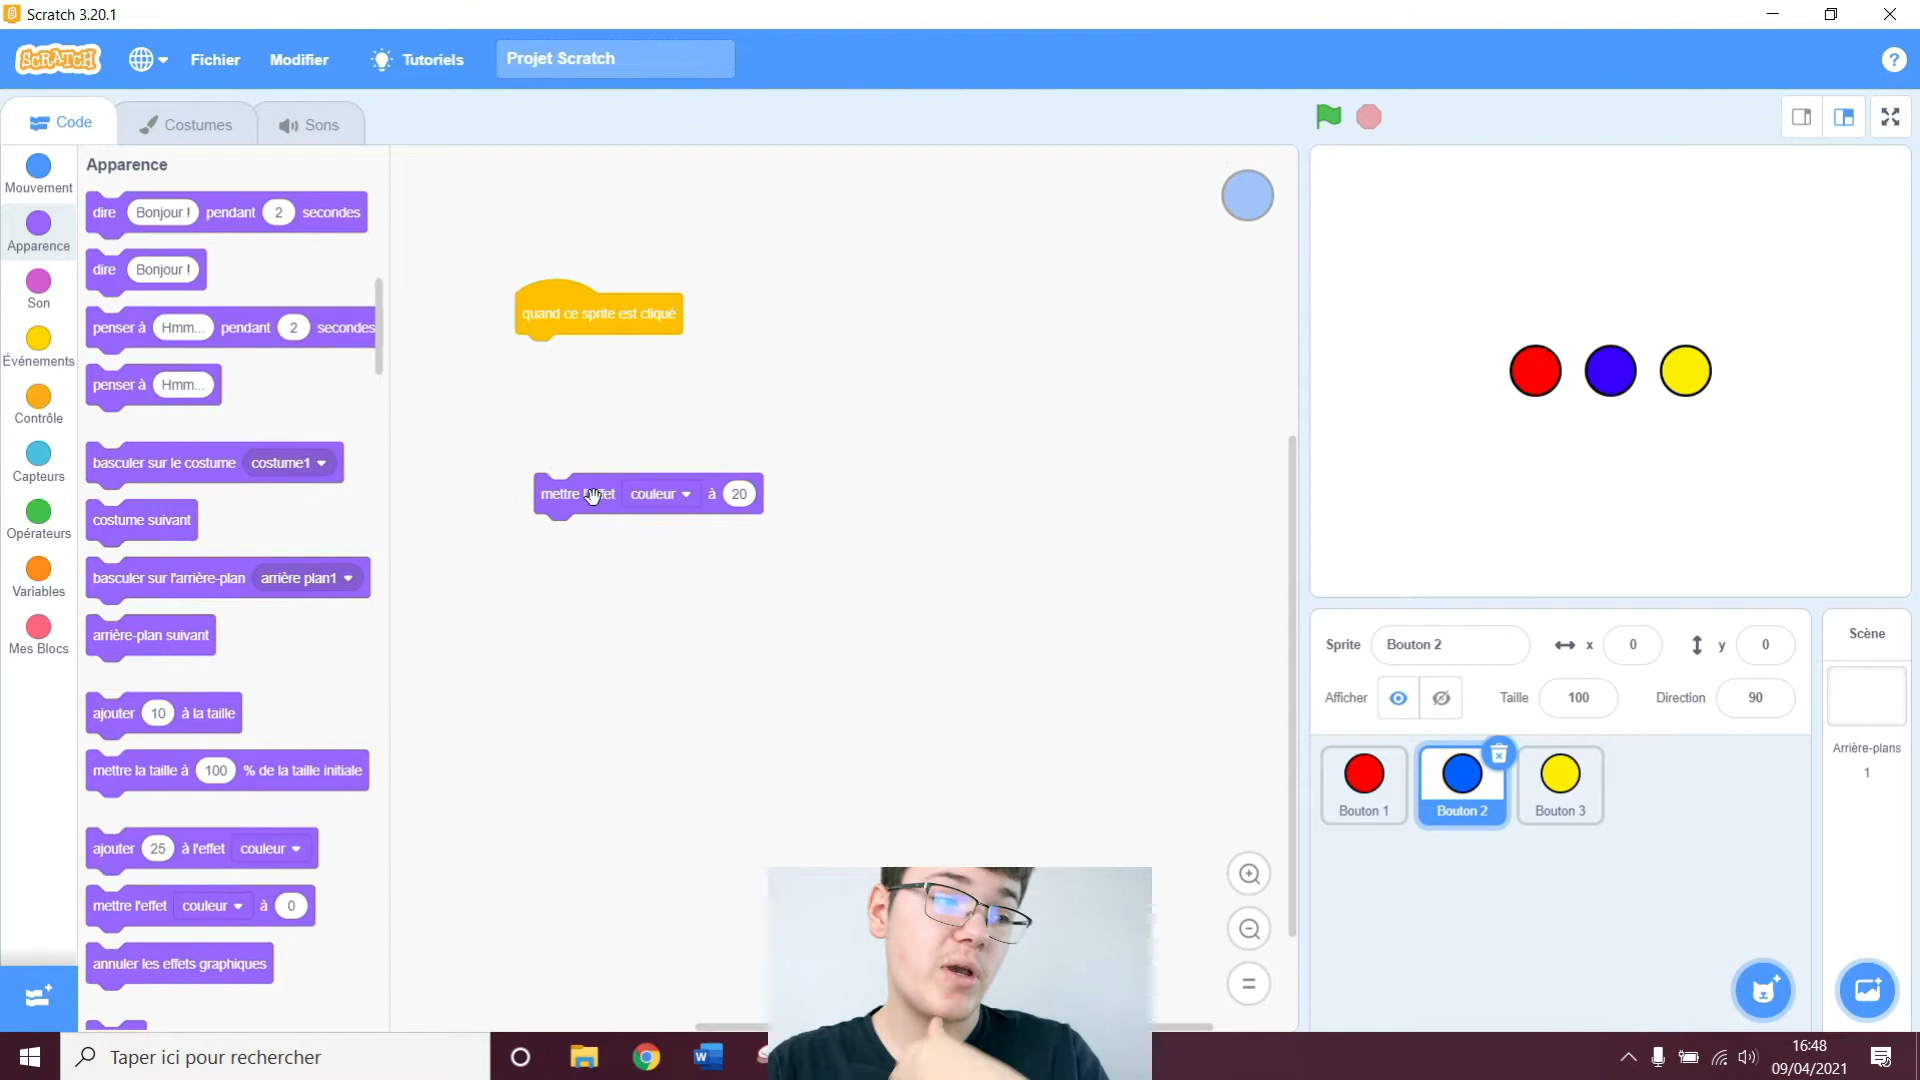 Scratch 3.20.1
SCRATCH
Fichier
Modifier
Tutoriels
Projet Scratch
?
Code
Costumes
Sons
Mouvement
Apparence
Son
Événements
Contrôle
Capteurs
Opérateurs
Variables
Mes Blocs
Apparence
dire Bonjour ! pendant 2 secondes
dire Bonjour !
penser à Hmm... pendant 2 secondes
penser à Hmm...
basculer sur le costume costume1
costume suivant
basculer sur l'arrière-plan arrière plan1
arrière-plan suivant
ajouter 10 à la taille
mettre la taille à 100 % de la taille initiale
ajouter 25 à l'effet couleur
mettre l'effet couleur à 0
annuler les effets graphiques
quand ce sprite est cliqué
mettre l'effet couleur à 20
Sprite Bouton 2 x 0 y 0
Afficher Taille 100 Direction 90
Bouton 1
Bouton 2
Bouton 3
Scène
Arrière-plans
1
Taper ici pour rechercher
16:48
09/04/2021